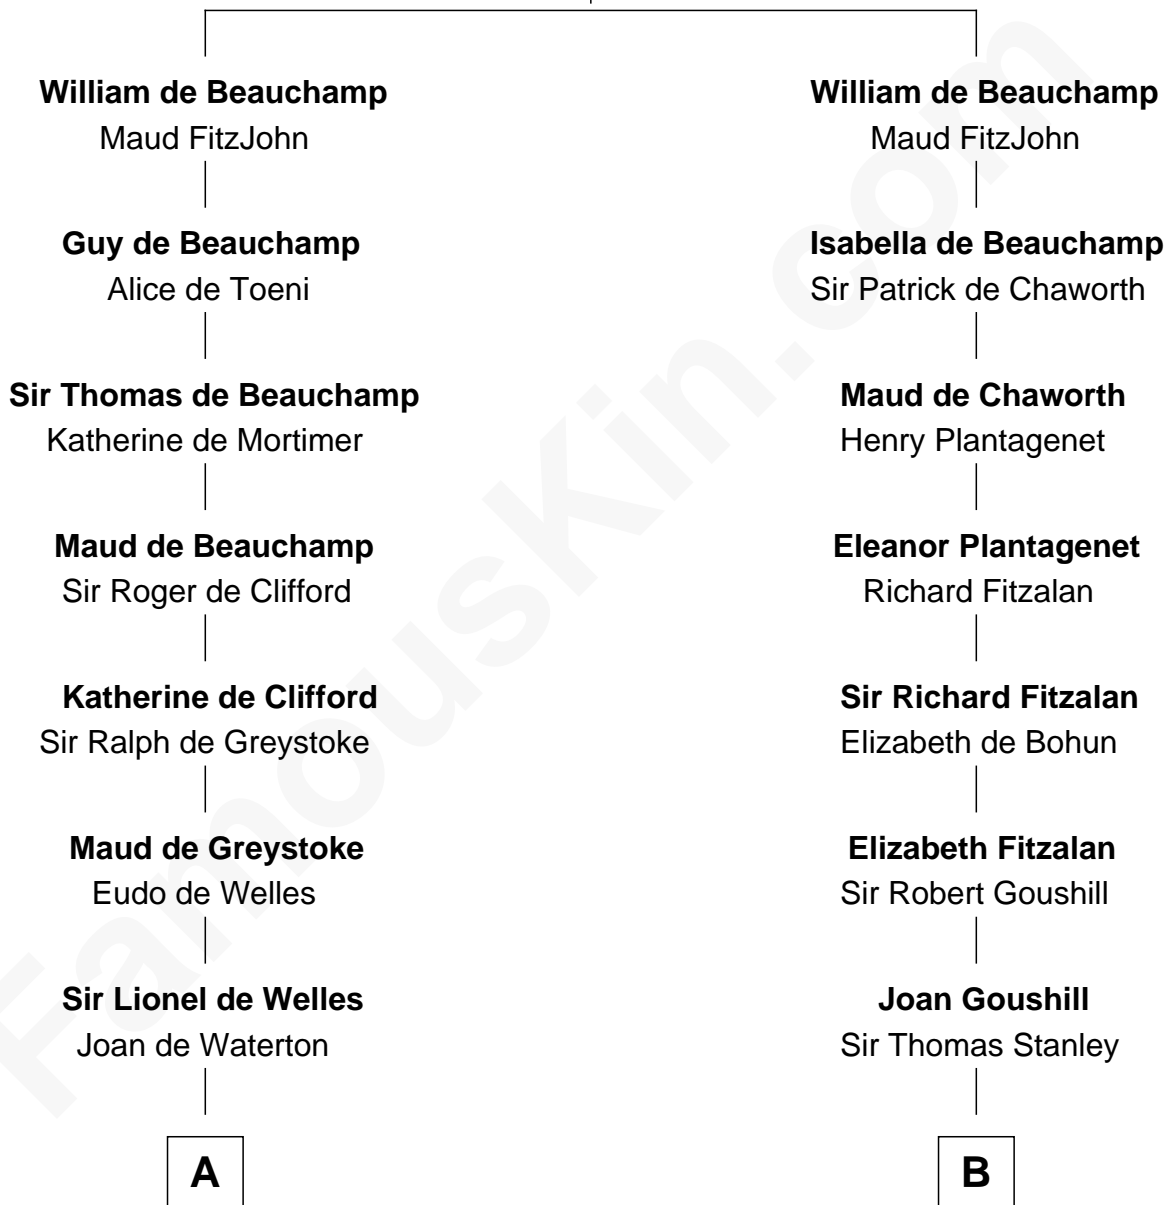 William de Beauchamp
Maud FitzJohn
Guy de Beauchamp
Alice de Toeni
Sir Thomas de Beauchamp
Katherine de Mortimer
Maud de Beauchamp
Sir Roger de Clifford
Katherine de Clifford
Sir Ralph de Greystoke
Maud de Greystoke
Eudo de Welles
Sir Lionel de Welles
Joan de Waterton
A
William de Beauchamp
Maud FitzJohn
Isabella de Beauchamp
Sir Patrick de Chaworth
Maud de Chaworth
Henry Plantagenet
Eleanor Plantagenet
Richard Fitzalan
Sir Richard Fitzalan
Elizabeth de Bohun
Elizabeth Fitzalan
Sir Robert Goushill
Joan Goushill
Sir Thomas Stanley
B
FamousKin.com